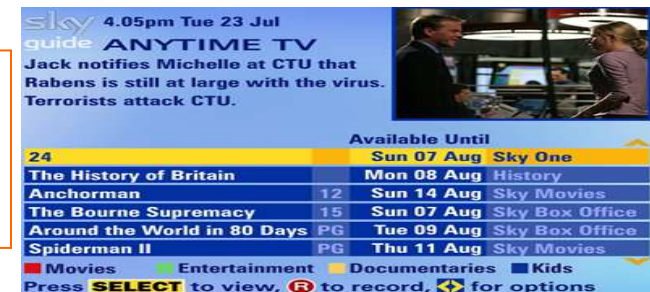 sky 4.05pm Tue 23 Jul
guide ANYTIME TV
Jack notifies Michelle at CTU that
Rabens is still at large with the virus.
Terrorists attack CTU.
Available Until
24 Sun 07 Aug Sky One
The History of Britain Mon 08 Aug History
Anchorman 12 Sun 14 Aug Sky Movies
The Bourne Supremacy 15 Sun 07 Aug Sky Box Office
Around the World in 80 Days PG Tue 09 Aug Sky Box Office
Spiderman II PG Thu 11 Aug Sky Movies
Movies Entertainment Documentaries Kids
Press SELECT to view, R to record, for options